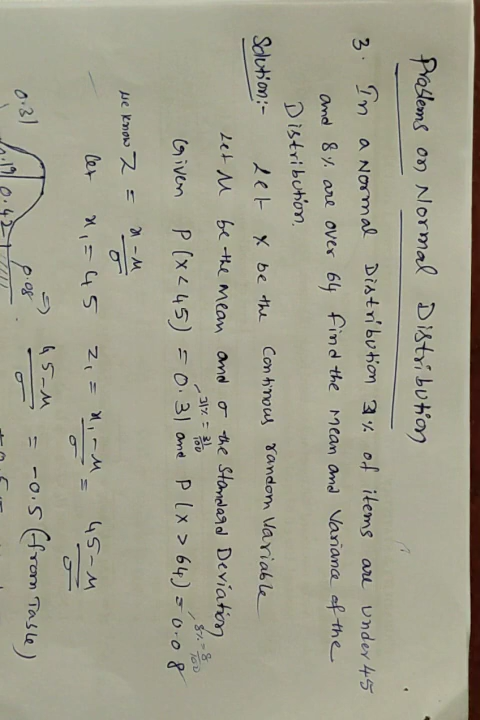 Problems on Normal Distribution
3. In a Normal Distribution 31% of items are under 45
and 8% are over 64 find the mean and variance of the
Distribution.
Solution:- Let X be the Continous random variable
Let M be the mean and σ the Standard Deviation
31% = 31/100 8% = 8/100
Given P(X < 45) = 0.31 and P(X > 64) = 0.08
we know Z = x - μ / σ
let x₁ = 45 z₁ = x₁ - μ / σ = 45 - μ / σ
⇒ 45 - μ / σ = -0.5 (from Table)
0.31
0.19 0.42 0.08